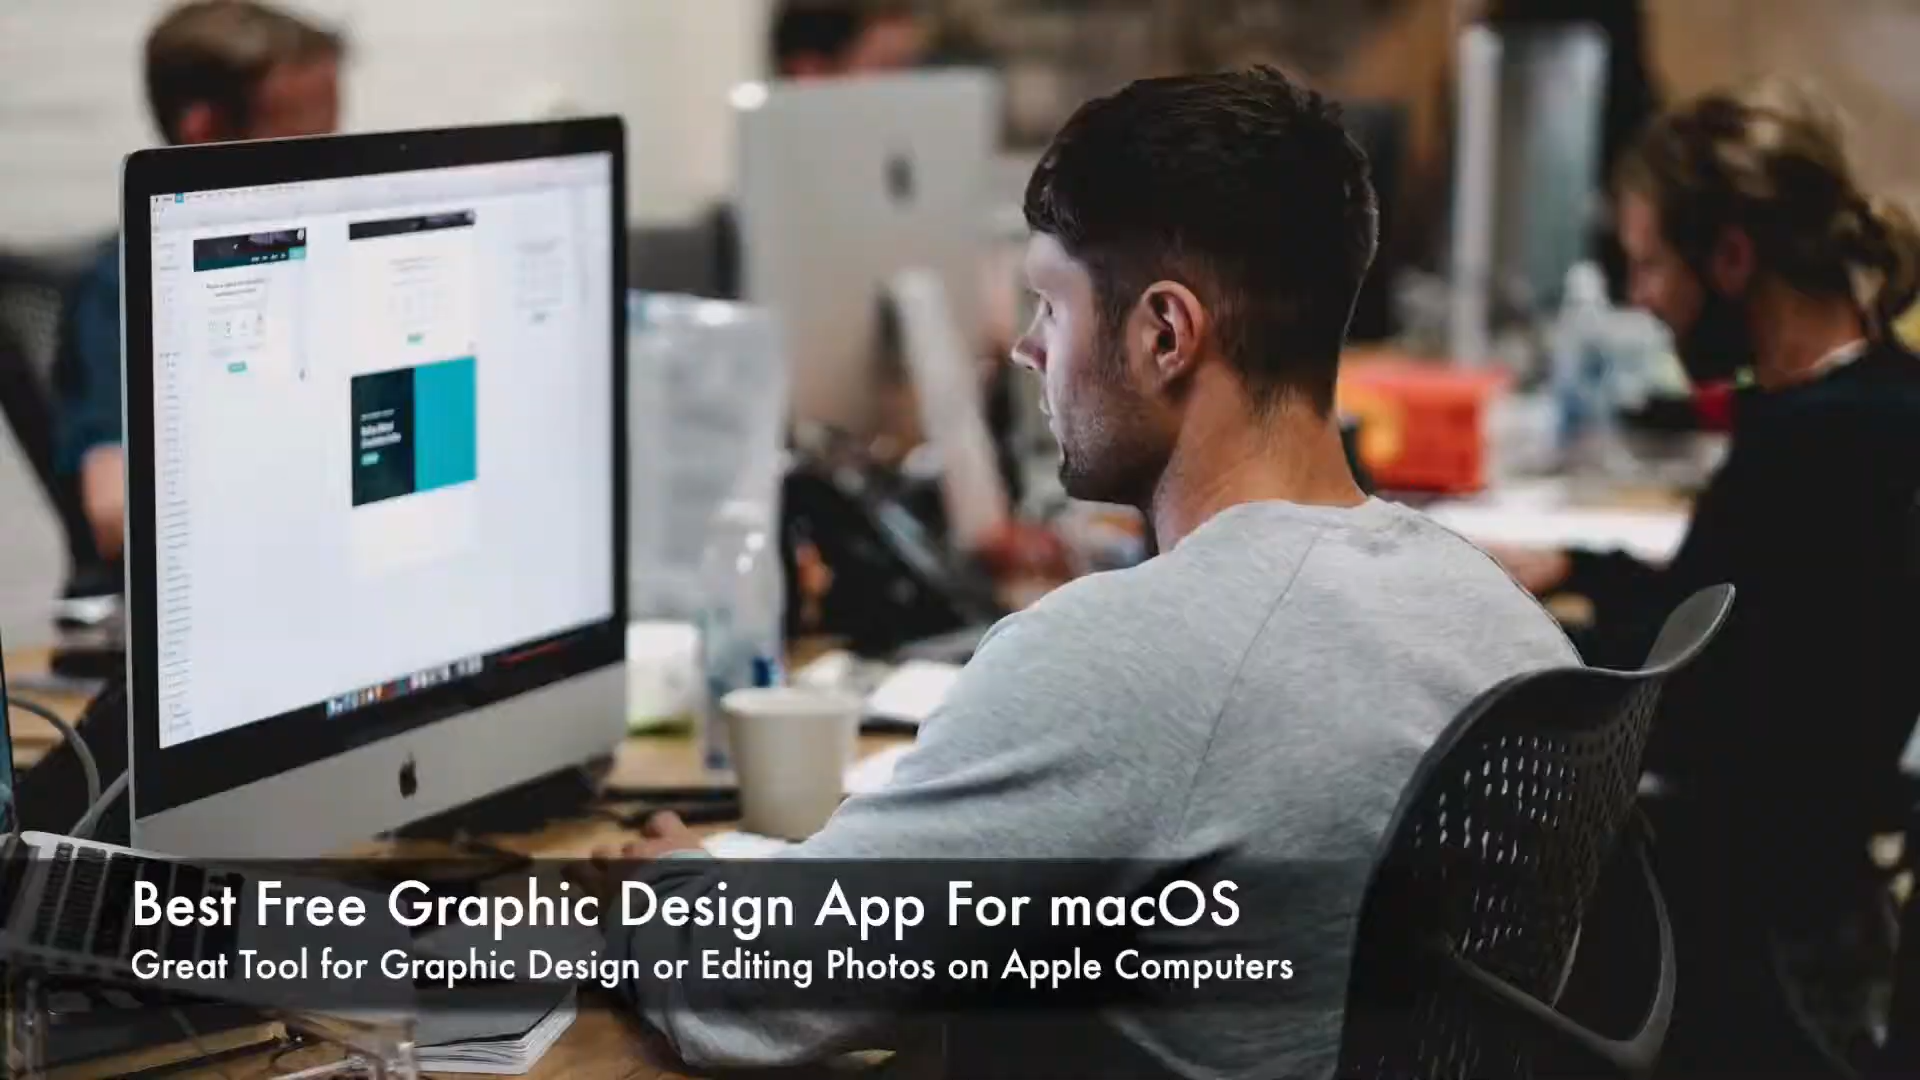 Best Free Graphic Design App For macOS
Great Tool for Graphic Design or Editing Photos on Apple Computers